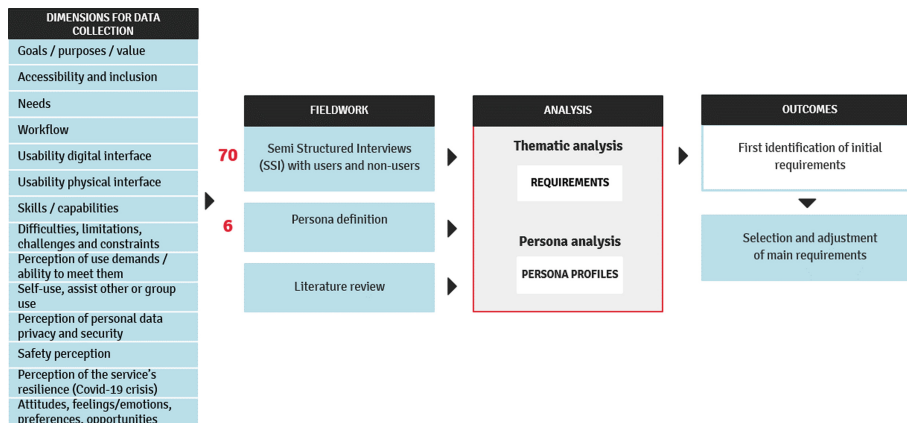 DIMENSIONS FOR DATA
COLLECTION
Goals / purposes / value
Accessibility and inclusion
Needs
Workflow
Usability digital interface
Usability physical interface
Skills / capabilities
Difficulties, limitations,
challenges and constraints
Perception of use demands /
ability to meet them
Self-use, assist other or group
use
Perception of personal data
privacy and security
Safety perception
Perception of the service's
resilience (Covid-19 crisis)
Attitudes, feelings/emotions,
preferences, opportunities
FIELDWORK
70
Semi Structured Interviews
(SSI) with users and non-users
6
Persona definition
Literature review
ANALYSIS
Thematic analysis
REQUIREMENTS
Persona analysis
PERSONA PROFILES
OUTCOMES
First identification of initial
requirements
Selection and adjustment
of main requirements